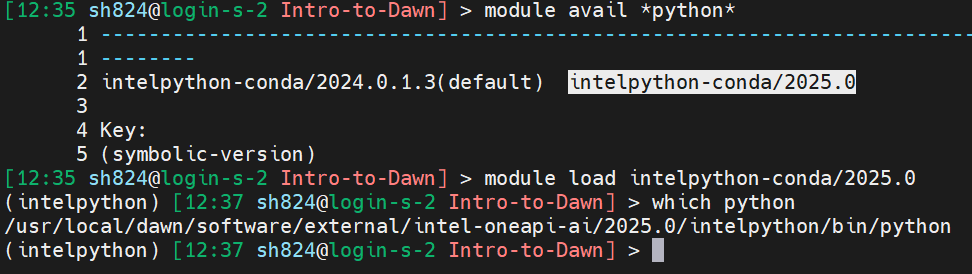 [12:35 sh824@login-s-2 Intro-to-Dawn] > module avail *python*
1 ------------------------------------------------------------------------
1 --------
2 intelpython-conda/2024.0.1.3(default)  intelpython-conda/2025.0
3
4 Key:
5 (symbolic-version)
[12:35 sh824@login-s-2 Intro-to-Dawn] > module load intelpython-conda/2025.0
(intelpython) [12:37 sh824@login-s-2 Intro-to-Dawn] > which python
/usr/local/dawn/software/external/intel-oneapi-ai/2025.0/intelpython/bin/python
(intelpython) [12:37 sh824@login-s-2 Intro-to-Dawn] >